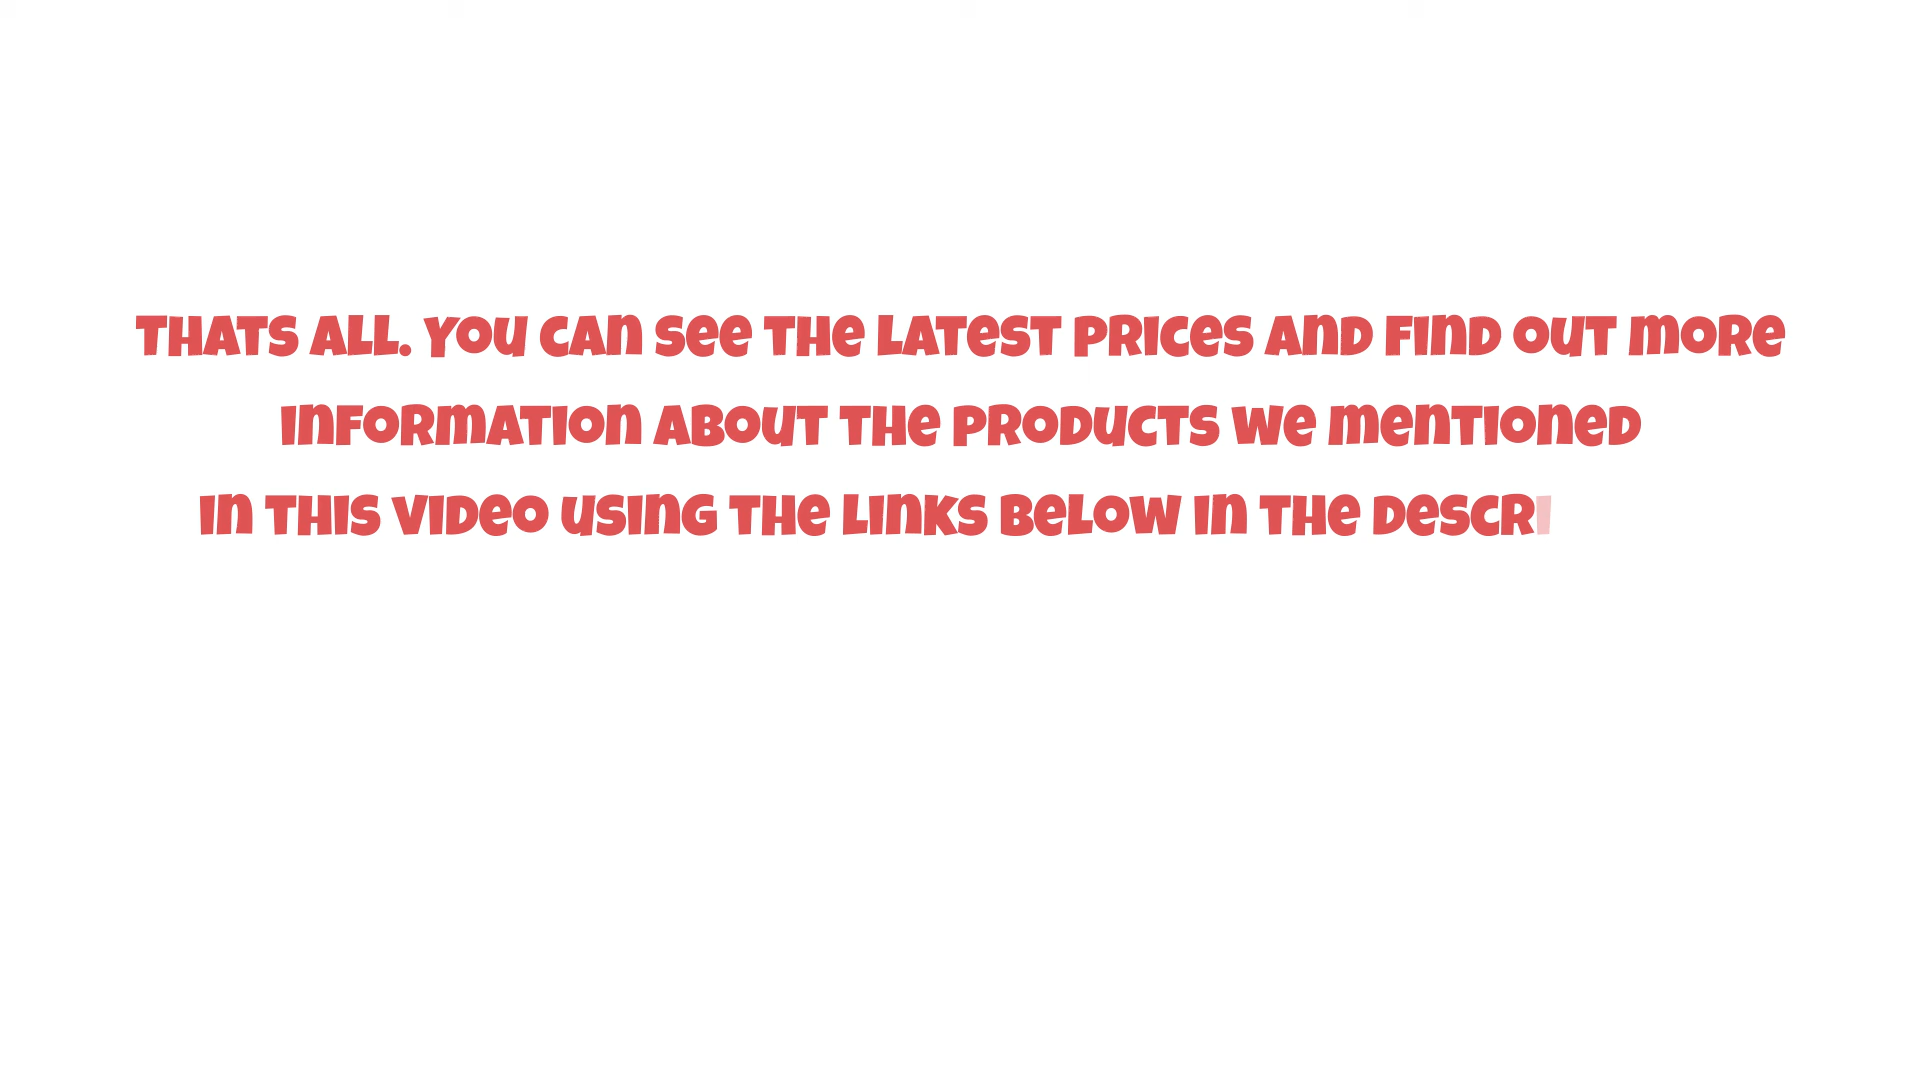 THATS ALL. YOU CAN SEE THE LATEST PRICES AND FIND OUT MORE
INFORMATION ABOUT THE PRODUCTS WE MENTIONED
IN THIS VIDEO USING THE LINKS BELOW IN THE DESCRI